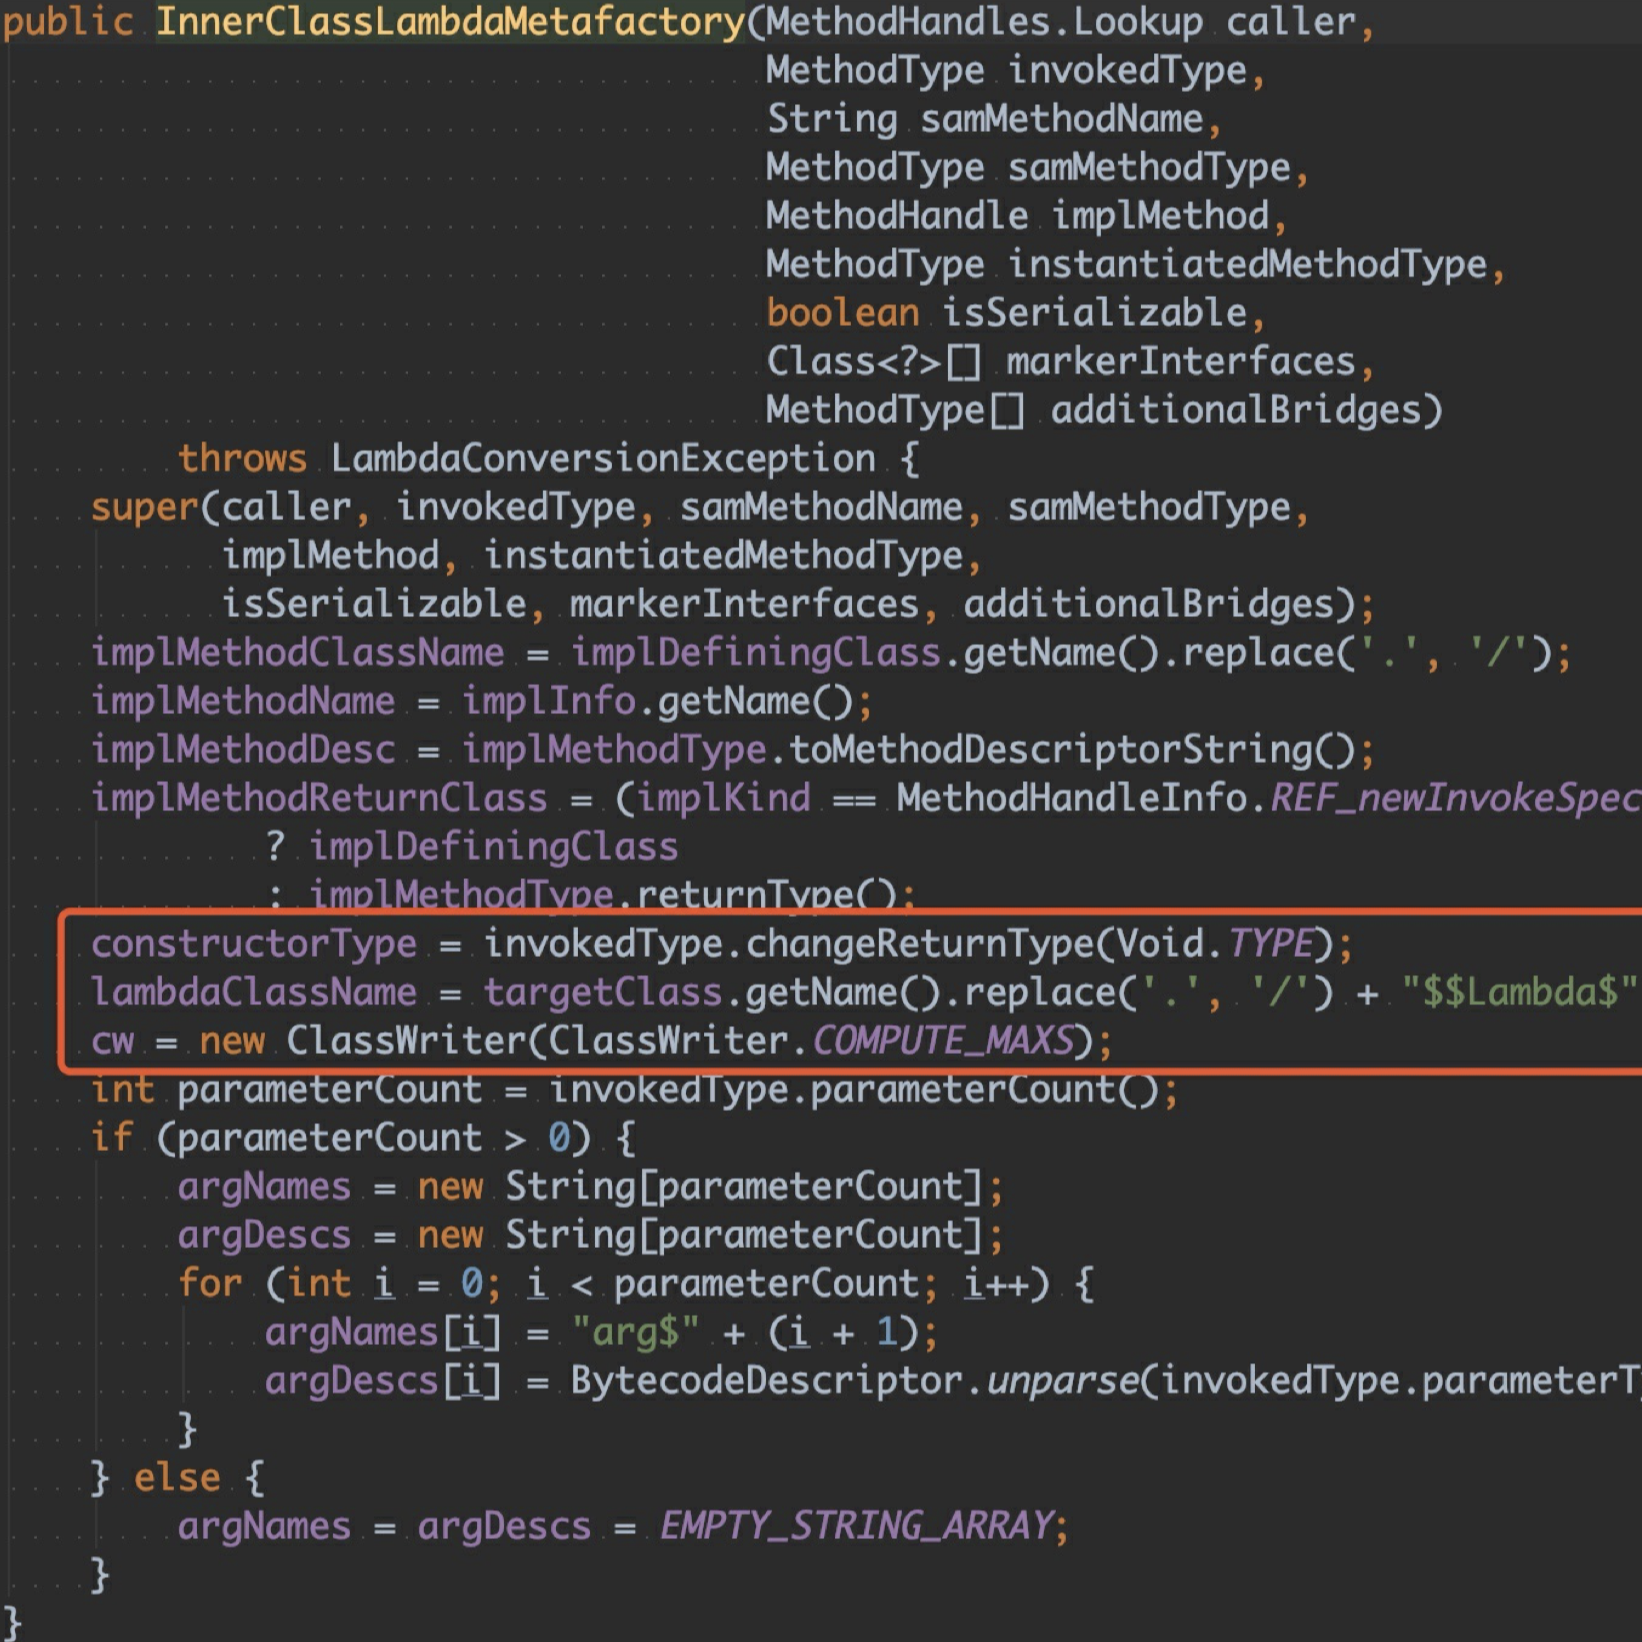 public InnerClassLambdaMetafactory(MethodHandles.Lookup caller,
MethodType invokedType,
String samMethodName,
MethodType samMethodType,
MethodHandle implMethod,
MethodType instantiatedMethodType,
boolean isSerializable,
Class<?>[] markerInterfaces,
MethodType[] additionalBridges)
throws LambdaConversionException {
super(caller, invokedType, samMethodName, samMethodType,
implMethod, instantiatedMethodType,
isSerializable, markerInterfaces, additionalBridges);
implMethodClassName = implDefiningClass.getName().replace('.', '/');
implMethodName = implInfo.getName();
implMethodDesc = implMethodType.toMethodDescriptorString();
implMethodReturnClass = (implKind == MethodHandleInfo.REF_newInvokeSpec
? implDefiningClass
: implMethodType.returnType();
constructorType = invokedType.changeReturnType(Void.TYPE);
lambdaClassName = targetClass.getName().replace('.', '/') + "$$Lambda$"
cw = new ClassWriter(ClassWriter.COMPUTE_MAXS);
int parameterCount = invokedType.parameterCount();
if (parameterCount > 0) {
argNames = new String[parameterCount];
argDescs = new String[parameterCount];
for (int i = 0; i < parameterCount; i++) {
argNames[i] = "arg$" + (i + 1);
argDescs[i] = BytecodeDescriptor.unparse(invokedType.parameterT
}
} else {
argNames = argDescs = EMPTY_STRING_ARRAY;
}
}